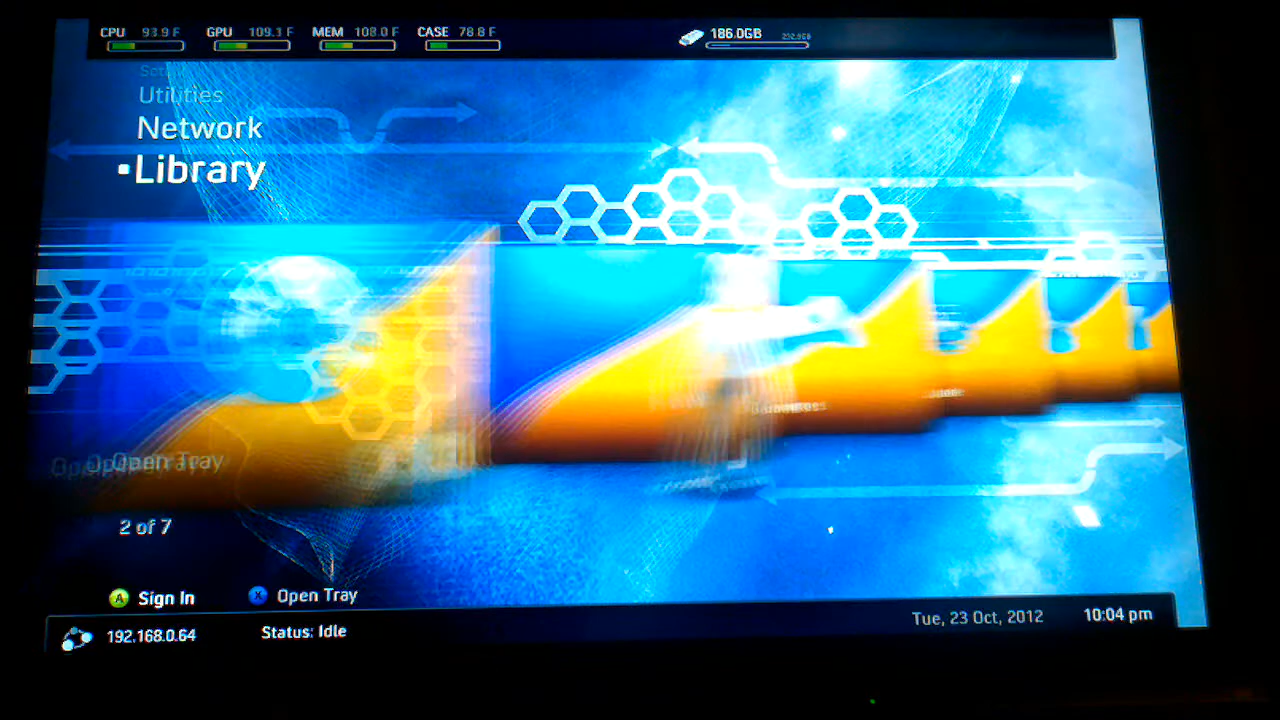 CPU 93.9 F GPU 109.3 F MEM 108.0 F CASE 78.8 F 186.0GB
Utilities
Network
Library
Open Tray
2 of 7
A Sign In X Open Tray
192.168.0.64 Status: Idle Tue, 23 Oct, 2012 10:04 pm